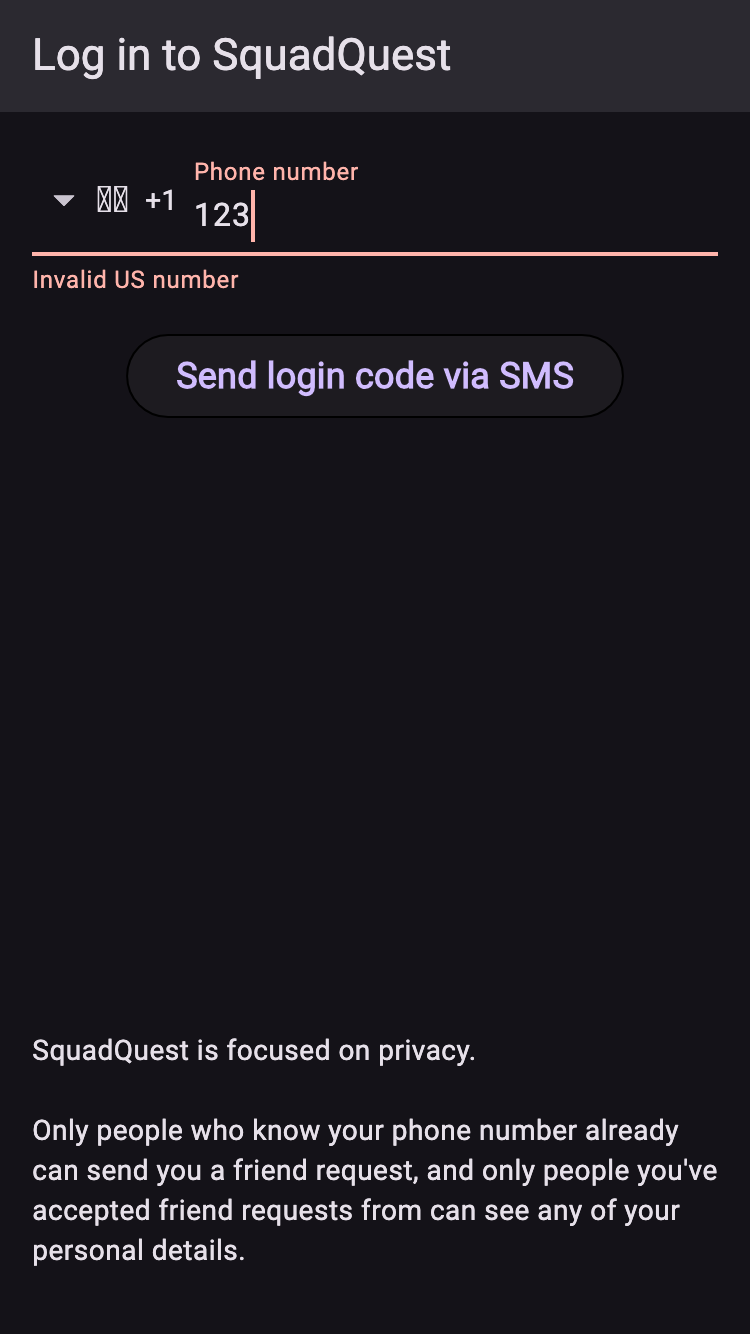 Log in to SquadQuest
Phone number
+1 123
Invalid US number
Send login code via SMS
SquadQuest is focused on privacy.
Only people who know your phone number already
can send you a friend request, and only people you've
accepted friend requests from can see any of your
personal details.